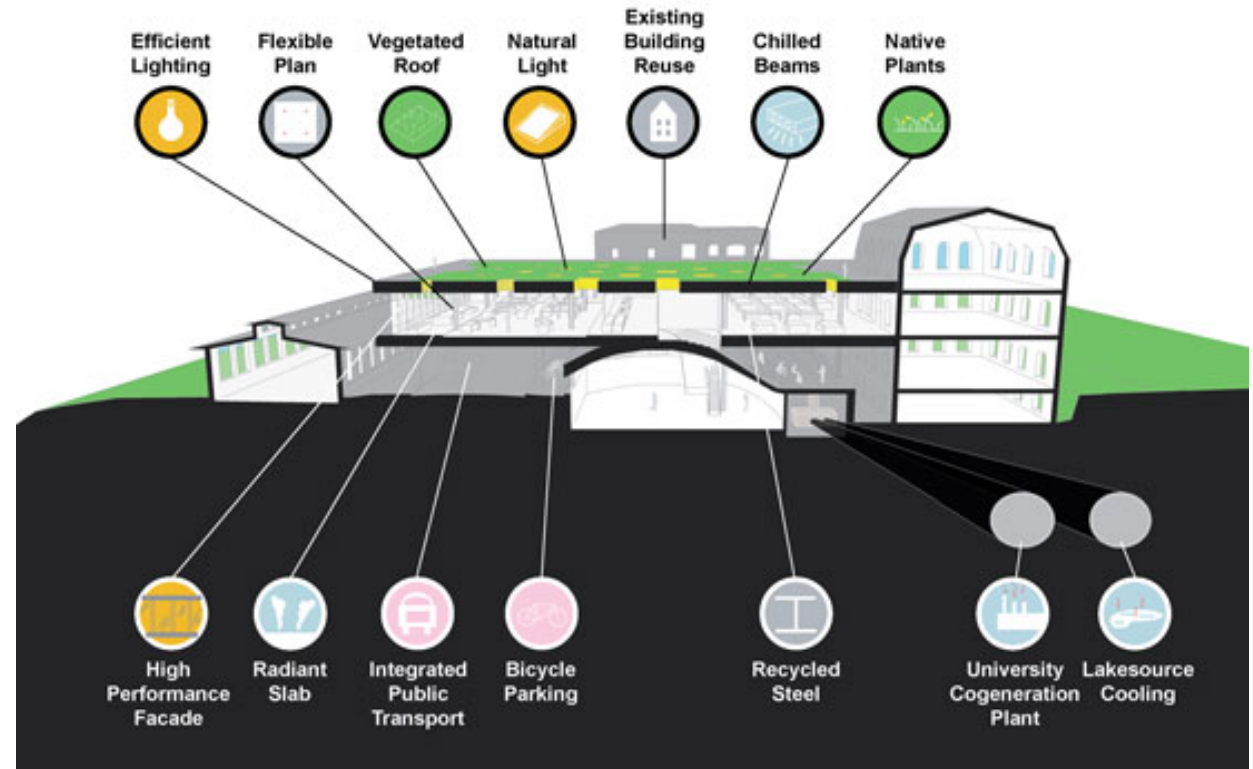 Efficient
Lighting
Flexible
Plan
Vegetated
Roof
Natural
Light
Existing
Building
Reuse
Chilled
Beams
Native
Plants
High
Performance
Facade
Radiant
Slab
Integrated
Public
Transport
Bicycle
Parking
Recycled
Steel
University
Cogeneration
Plant
Lakesource
Cooling